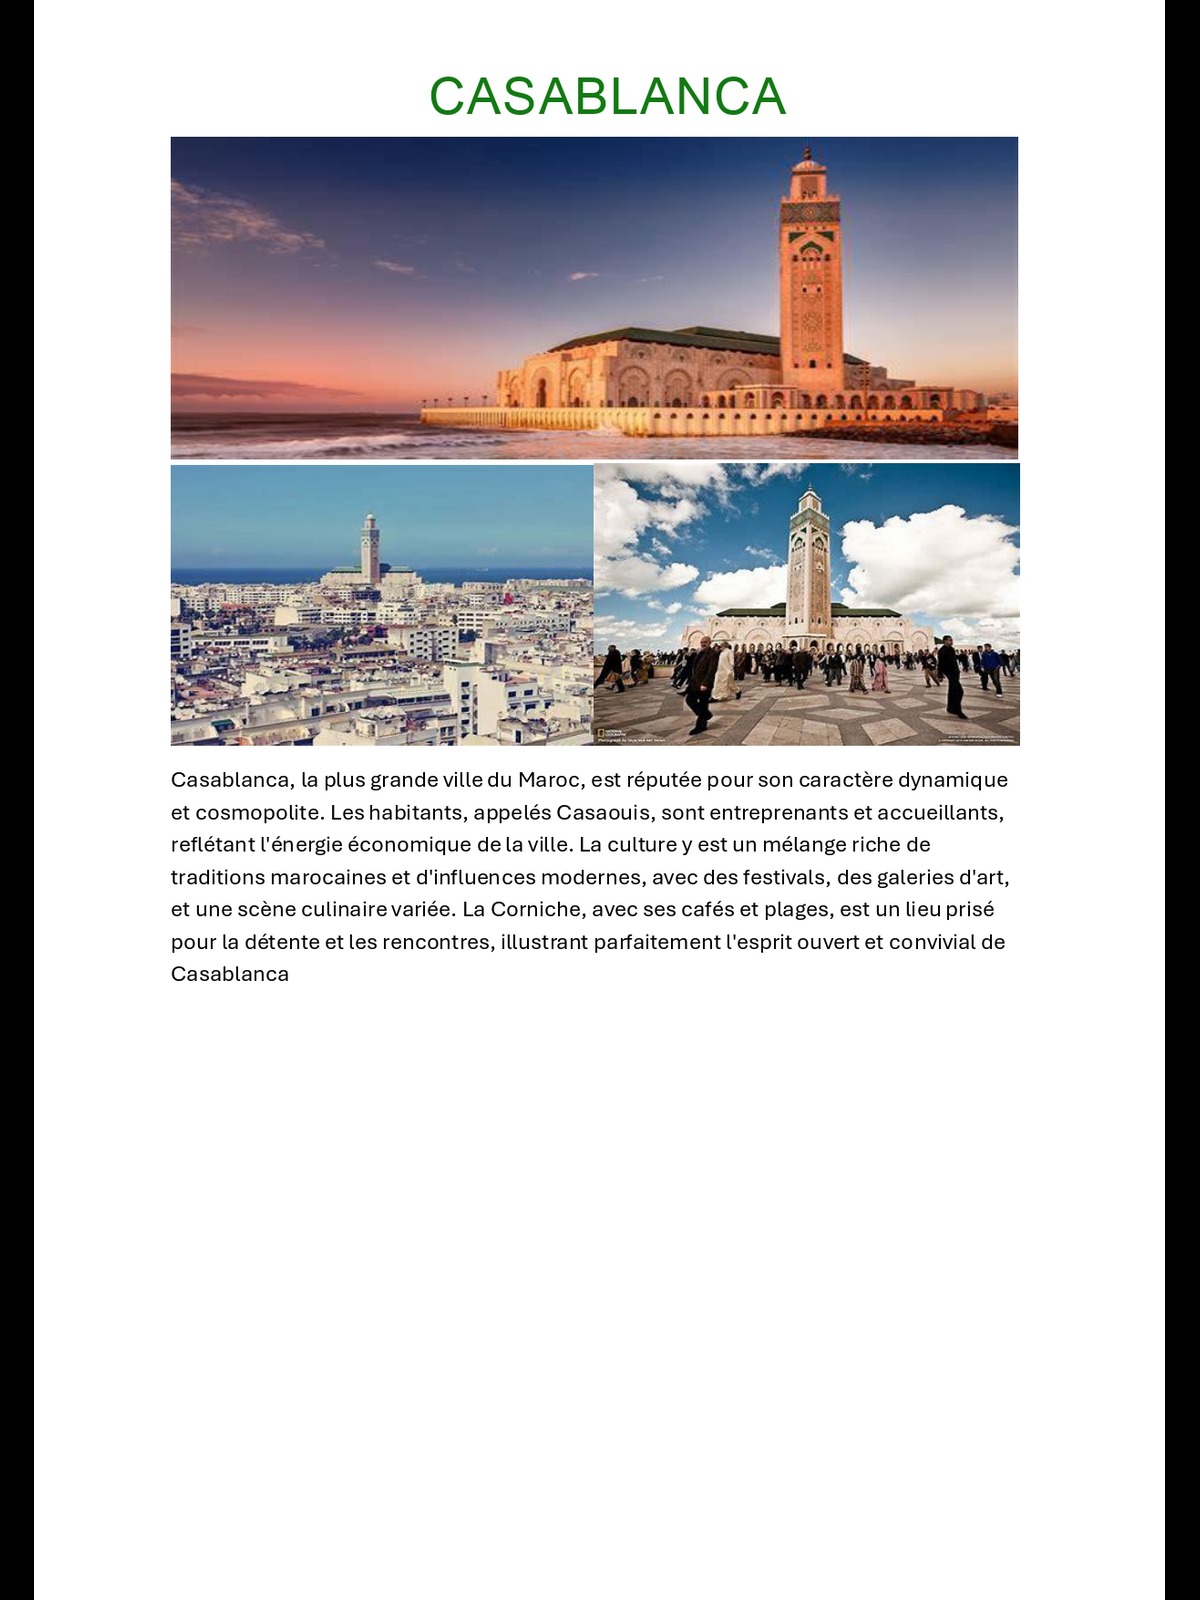 CASABLANCA
NATIONAL
GEOGRAPHIC
Casablanca, la plus grande ville du Maroc, est réputée pour son caractère dynamique
et cosmopolite. Les habitants, appelés Casaouis, sont entreprenants et accueillants,
reflétant l'énergie économique de la ville. La culture y est un mélange riche de
traditions marocaines et d'influences modernes, avec des festivals, des galeries d'art,
et une scène culinaire variée. La Corniche, avec ses cafés et plages, est un lieu prisé
pour la détente et les rencontres, illustrant parfaitement l'esprit ouvert et convivial de
Casablanca